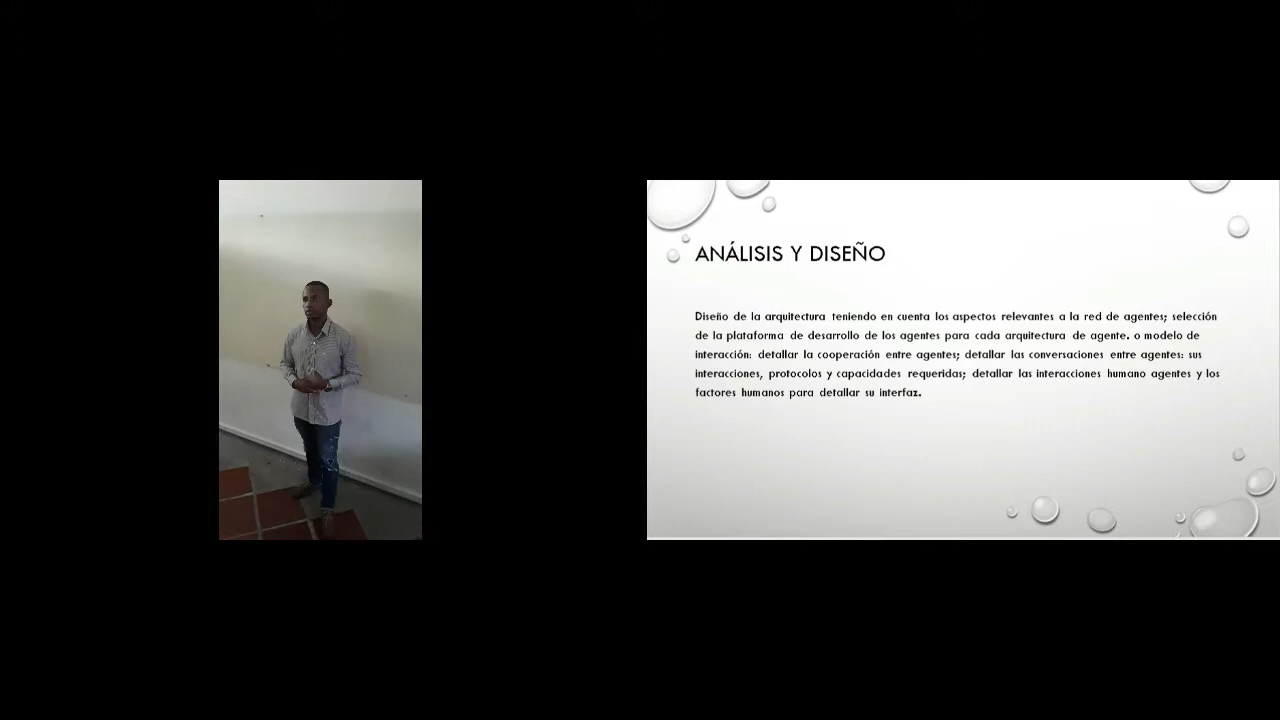 ANÁLISIS Y DISEÑO
Diseño de la arquitectura teniendo en cuenta los aspectos relevantes a la red de agentes; selección
de la plataforma de desarrollo de los agentes para cada arquitectura de agente. o modelo de
interacción: detallar la cooperación entre agentes; detallar las conversaciones entre agentes: sus
interacciones, protocolos y capacidades requeridas; detallar las interacciones humano agentes y los
factores humanos para detallar su interfaz.